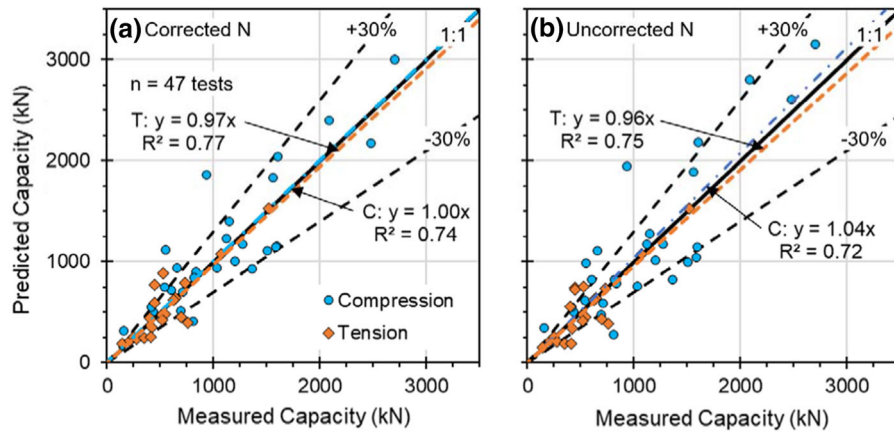 (a) Corrected N
+30%
1:1
n = 47 tests
T: y = 0.97x
R² = 0.77
-30%
C: y = 1.00x
R² = 0.74
Compression
Tension
3000
2000
1000
0
0 1000 2000 3000
Measured Capacity (kN)
Predicted Capacity (kN)
(b) Uncorrected N
+30%
1:1
T: y = 0.96x
R² = 0.75
-30%
C: y = 1.04x
R² = 0.72
0 1000 2000 3000
Measured Capacity (kN)